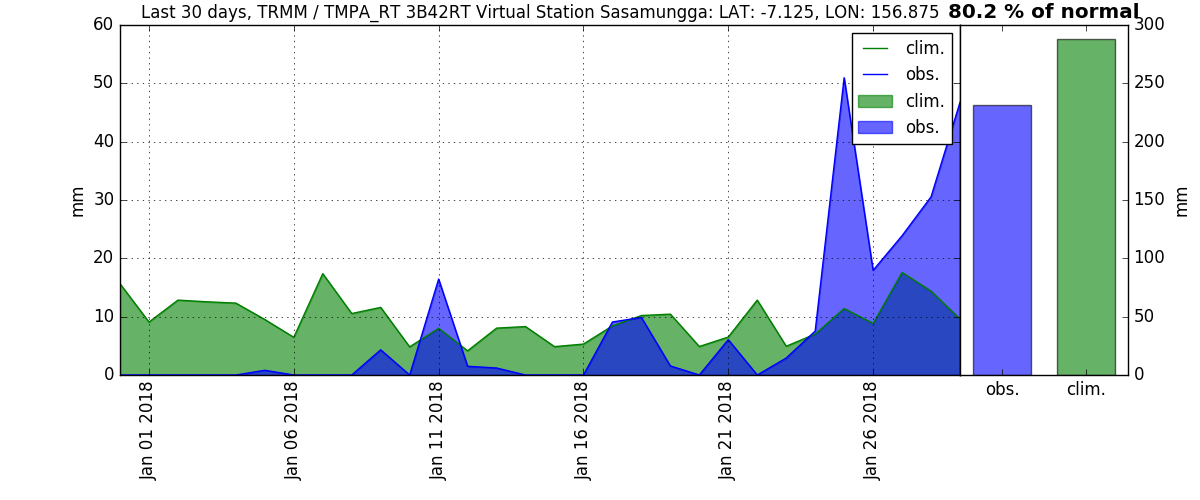 Last 30 days, TRMM / TMPA_RT 3B42RT Virtual Station Sasamungga: LAT: -7.125, LON: 156.875 80.2 % of normal
60
50
40
30
20
10
0
mm
clim.
obs.
clim.
obs.
300
250
200
150
100
50
0
mm
Jan 01 2018
Jan 06 2018
Jan 11 2018
Jan 16 2018
Jan 21 2018
Jan 26 2018
obs. clim.